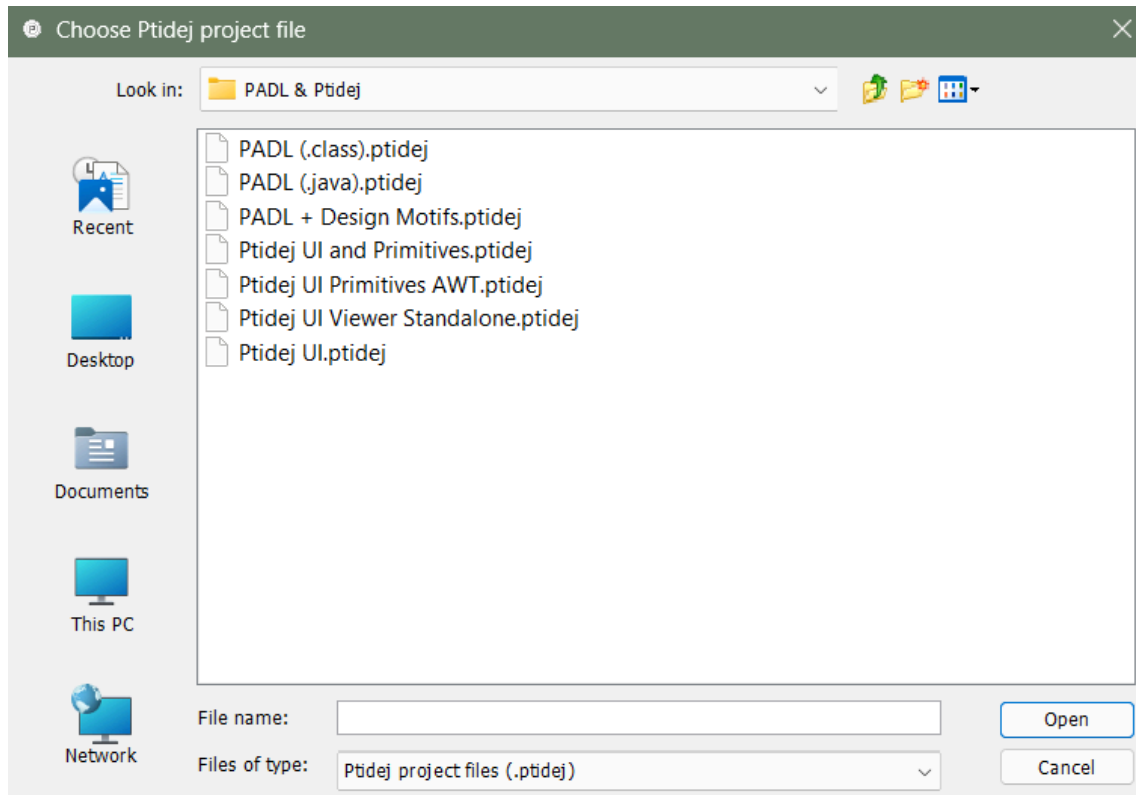 Choose Ptidej project file
Look in: PADL & Ptidej
PADL (.class).ptidej
PADL (.java).ptidej
PADL + Design Motifs.ptidej
Ptidej UI and Primitives.ptidej
Ptidej UI Primitives AWT.ptidej
Ptidej UI Viewer Standalone.ptidej
Ptidej UI.ptidej
Recent
Desktop
Documents
This PC
Network
File name:
Open
Files of type: Ptidej project files (.ptidej)
Cancel